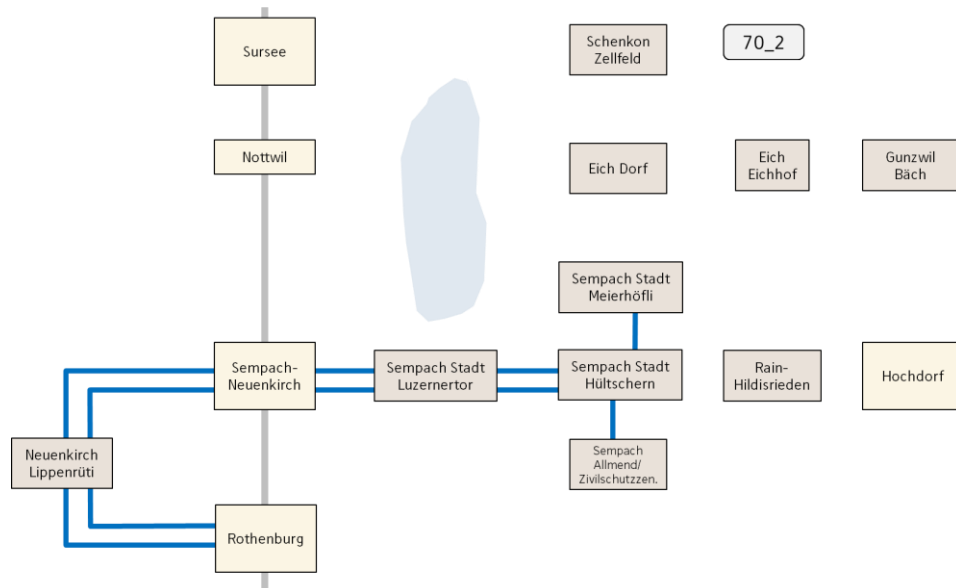 Sursee
Schenkon
Zellfeld
70_2
Nottwil
Eich Dorf
Eich
Eichhof
Gunzwil
Bäch
Sempach Stadt
Meierhöfli
Sempach-
Neuenkirch
Sempach Stadt
Luzernertor
Sempach Stadt
Hültschern
Rain-
Hildisrieden
Hochdorf
Neuenkirch
Lippenrüti
Sempach
Allmend/
Zivilschutzzen.
Rothenburg